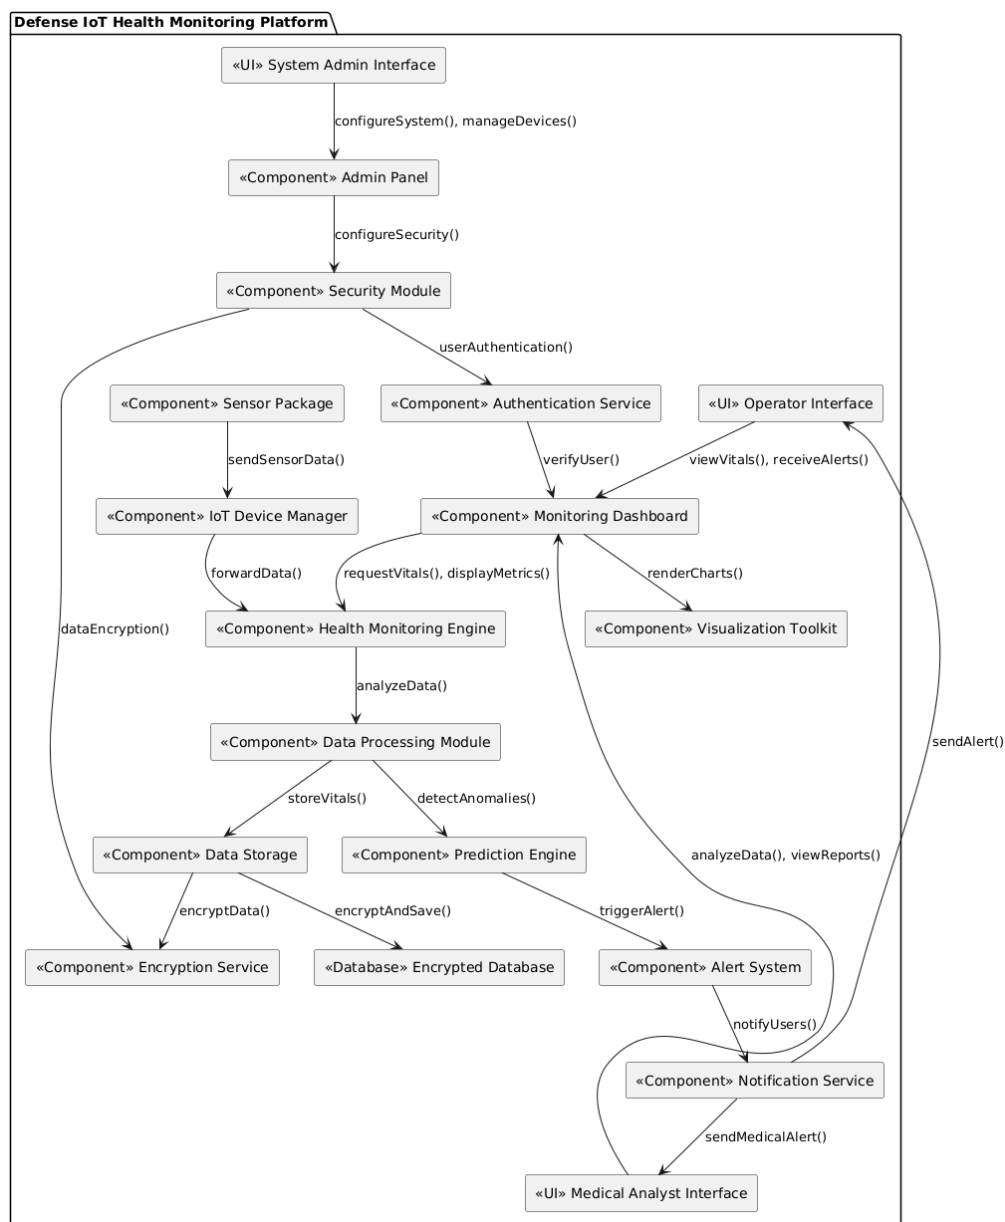 Defense IoT Health Monitoring Platform
«UI» System Admin Interface
configureSystem(), manageDevices()
«Component» Admin Panel
configureSecurity()
«Component» Security Module
userAuthentication()
«Component» Sensor Package
«Component» Authentication Service
«UI» Operator Interface
sendSensorData()
verifyUser()
viewVitals(), receiveAlerts()
«Component» IoT Device Manager
«Component» Monitoring Dashboard
forwardData()
requestVitals(), displayMetrics()
renderCharts()
dataEncryption()
«Component» Health Monitoring Engine
«Component» Visualization Toolkit
analyzeData()
«Component» Data Processing Module
sendAlert()
storeVitals()
detectAnomalies()
«Component» Data Storage
«Component» Prediction Engine
analyzeData(), viewReports()
encryptData()
encryptAndSave()
triggerAlert()
«Component» Encryption Service
«Database» Encrypted Database
«Component» Alert System
notifyUsers()
«Component» Notification Service
sendMedicalAlert()
«UI» Medical Analyst Interface